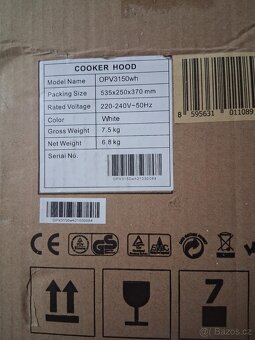 COOKER HOOD
Model Name OPV3150wh
Packing Size 535x250x370 mm
Rated Voltage 220-240V~50Hz
Color White
Gross Weight 7.5 kg
Net Weight 6.8 kg
Serial No.
8 595631 011089
CE
7
Bazoš.cz